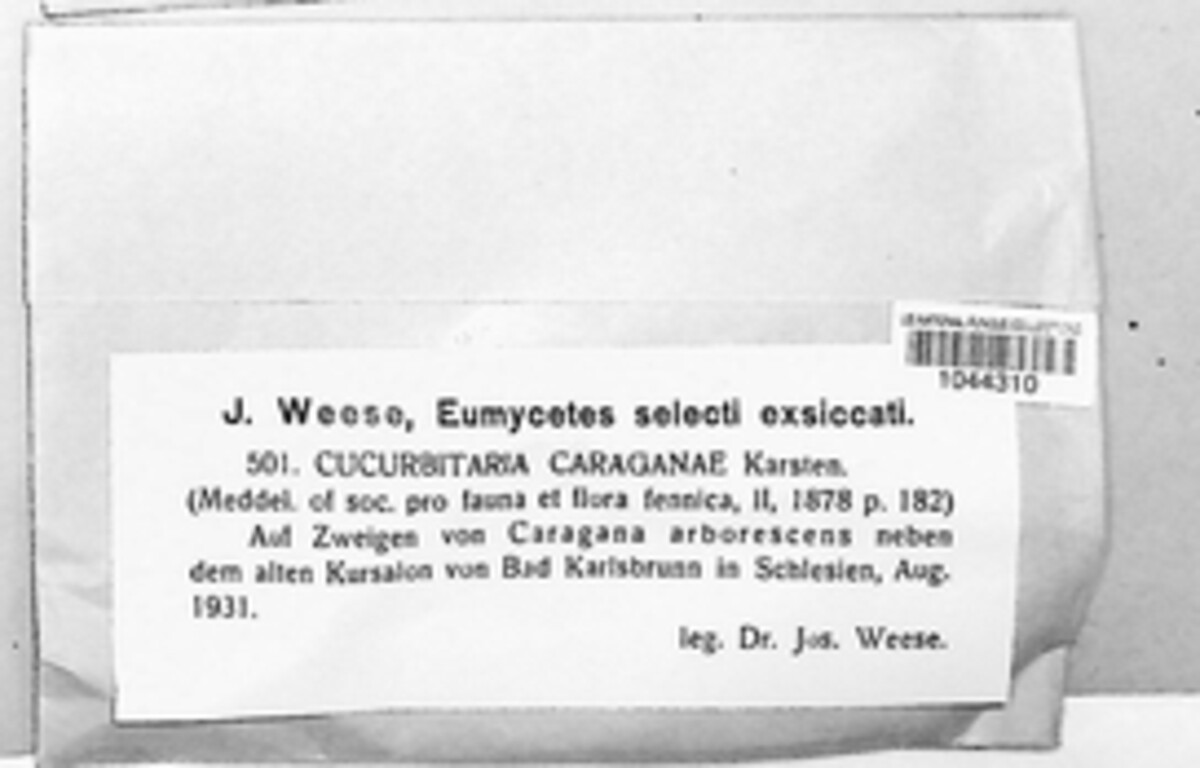 1044310
J. Weese, Eumycetes selecti exsiccati.
501. CUCURBITARIA CARAGANAE Karsten.
(Meddel. of soc. pro fauna et flora fennica, II, 1878 p. 182)
Auf Zweigen von Caragana arborescens neben
dem alten Kursalon von Bad Karlsbrunn in Schlesien, Aug.
1931.
leg. Dr. Jos. Weese.